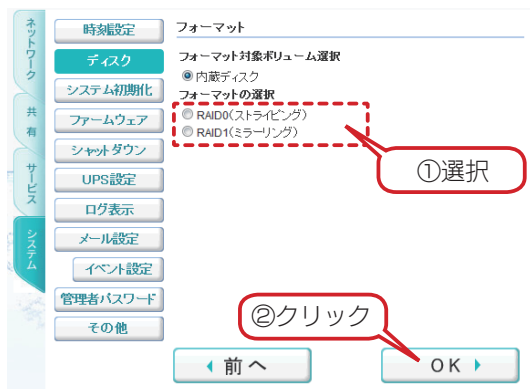 ネットワーク
共有
サービス
システム
時刻設定
ディスク
システム初期化
ファームウェア
シャットダウン
UPS設定
ログ表示
メール設定
イベント設定
管理者パスワード
その他
フォーマット
フォーマット対象ボリューム選択
内蔵ディスク
フォーマットの選択
RAID0(ストライピング)
RAID1(ミラーリング)
①選択
②クリック
前へ
OK